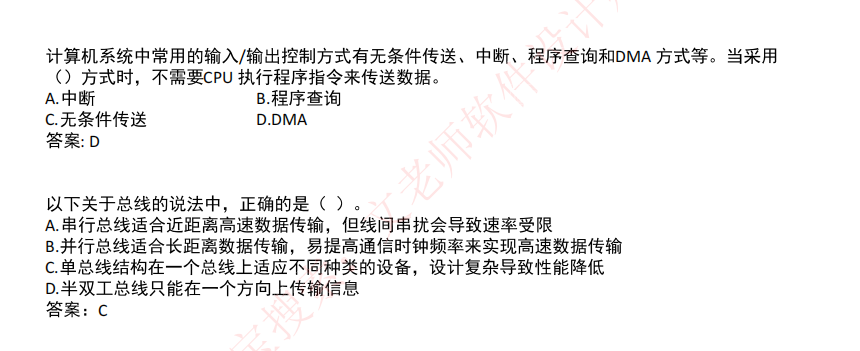 计算机系统中常用的输入/输出控制方式有无条件传送、中断、程序查询和DMA 方式等。当采用
（）方式时，不需要CPU 执行程序指令来传送数据。
A.中断 B.程序查询
C.无条件传送 D.DMA
答案: D
以下关于总线的说法中，正确的是（ ）。
A.串行总线适合近距离高速数据传输，但线间串扰会导致速率受限
B.并行总线适合长距离数据传输，易提高通信时钟频率来实现高速数据传输
C.单总线结构在一个总线上适应不同种类的设备，设计复杂导致性能降低
D.半双工总线只能在一个方向上传输信息
答案：C